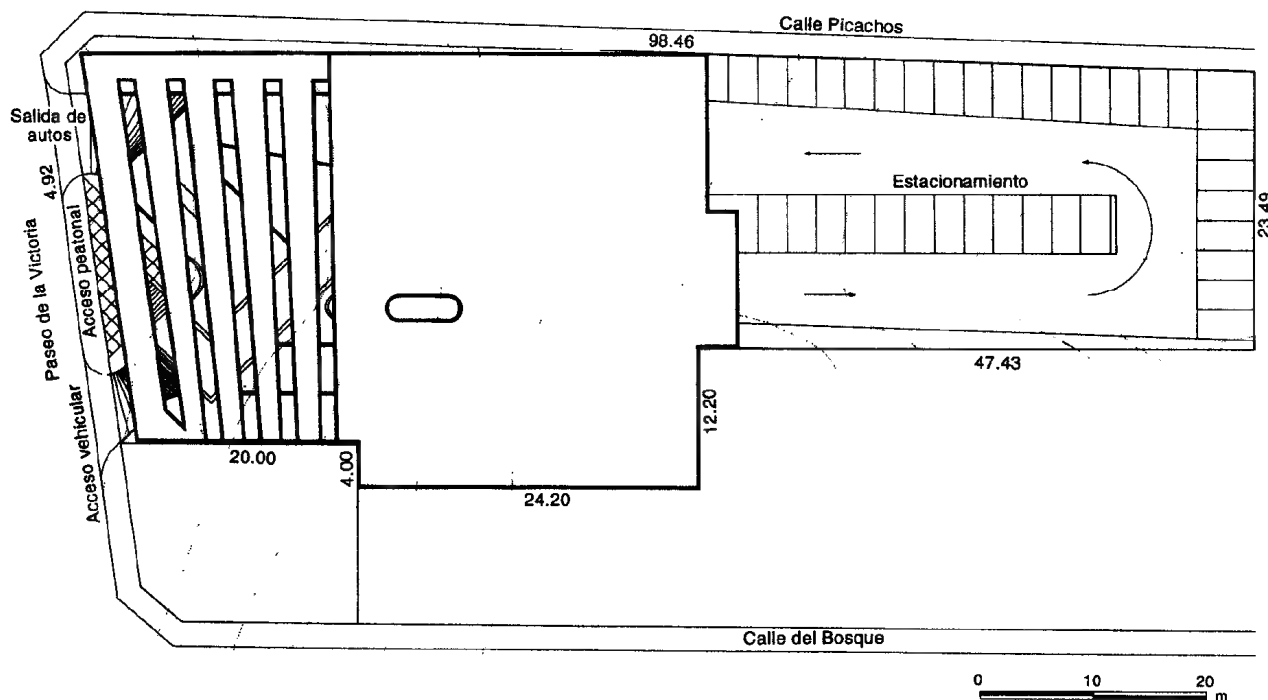 Calle Picachos
98.46
Salida de
autos
4.92
Paseo de la Victoria
Acceso peatonal
Acceso vehicular
Estacionamiento
23.49
47.43
12.20
20.00
4.00
24.20
Calle del Bosque
0 10 20
m